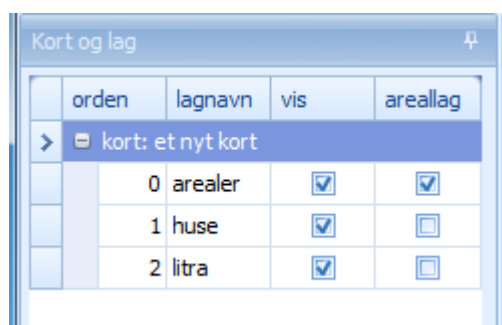 Kort og lag
orden lagnavn vis areallag
kort: et nyt kort
0 arealer
1 huse
2 litra